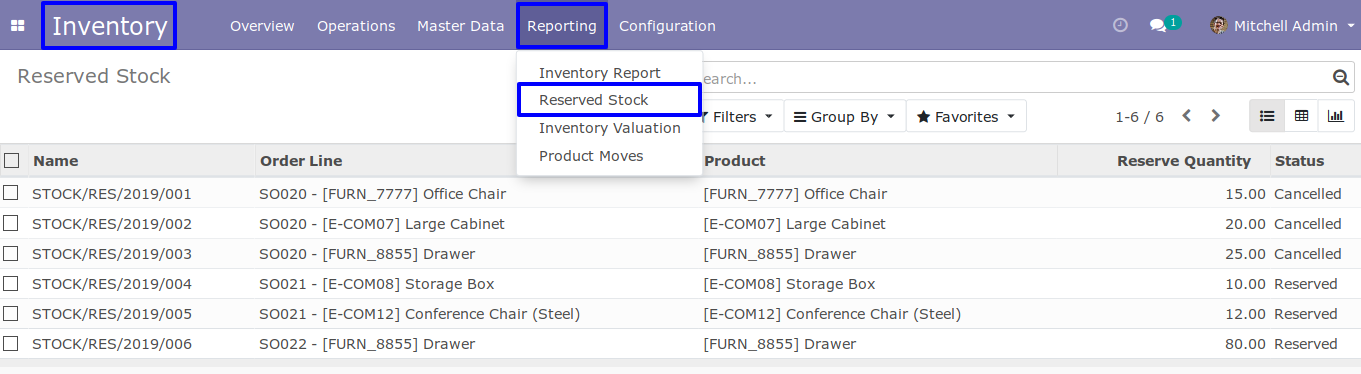 Inventory Overview Operations Master Data Reporting Configuration 1 Mitchell Admin
Reserved Stock
Inventory Report
Reserved Stock
Inventory Valuation
Product Moves
earch...
Filters Group By Favorites 1-6 / 6
Name Order Line Product Reserve Quantity Status
STOCK/RES/2019/001 SO020 - [FURN_7777] Office Chair [FURN_7777] Office Chair 15.00 Cancelled
STOCK/RES/2019/002 SO020 - [E-COM07] Large Cabinet [E-COM07] Large Cabinet 20.00 Cancelled
STOCK/RES/2019/003 SO020 - [FURN_8855] Drawer [FURN_8855] Drawer 25.00 Cancelled
STOCK/RES/2019/004 SO021 - [E-COM08] Storage Box [E-COM08] Storage Box 10.00 Reserved
STOCK/RES/2019/005 SO021 - [E-COM12] Conference Chair (Steel) [E-COM12] Conference Chair (Steel) 12.00 Reserved
STOCK/RES/2019/006 SO022 - [FURN_8855] Drawer [FURN_8855] Drawer 80.00 Reserved